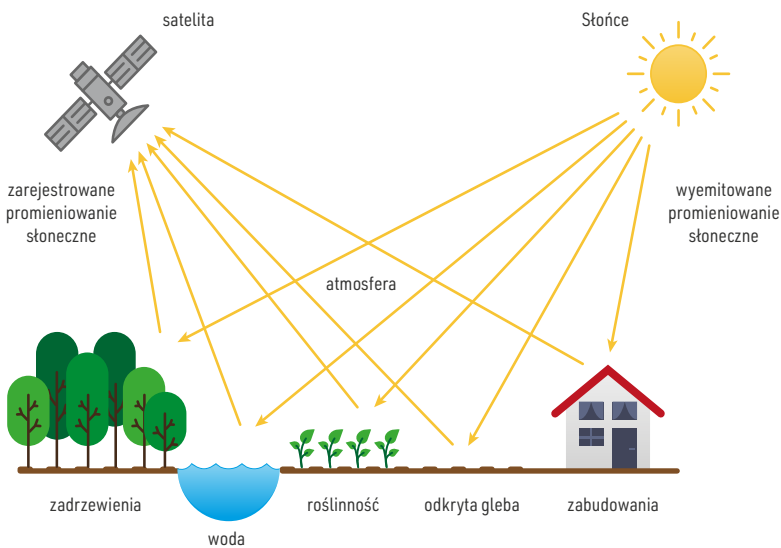 satelita
Słońce
zarejestrowane
promieniowanie
słoneczne
wyemitowane
promieniowanie
słoneczne
atmosfera
zadrzewienia
woda
roślinność
odkryta gleba
zabudowania